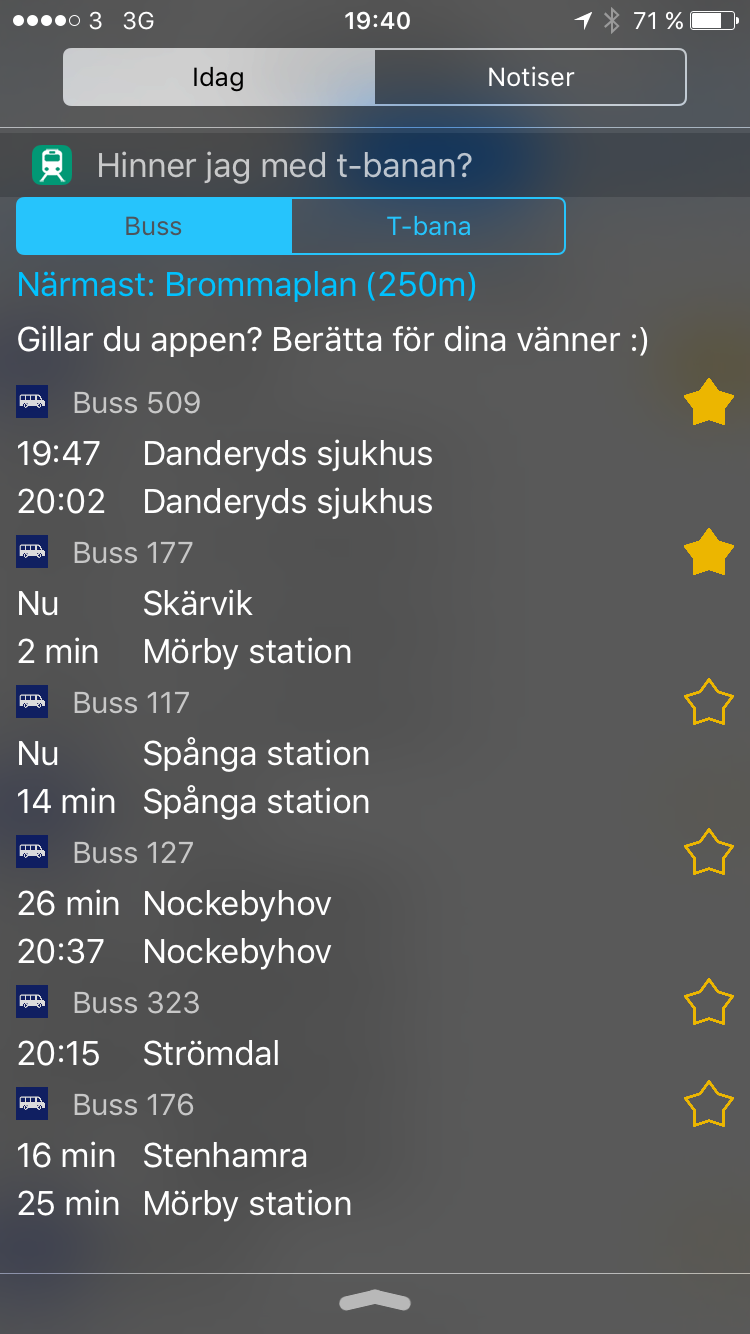 3 3G 19:40 71 %
Idag Notiser
Hinner jag med t-banan?
Buss T-bana
Närmast: Brommaplan (250m)
Gillar du appen? Berätta för dina vänner :)
Buss 509
19:47 Danderyds sjukhus
20:02 Danderyds sjukhus
Buss 177
Nu Skärvik
2 min Mörby station
Buss 117
Nu Spånga station
14 min Spånga station
Buss 127
26 min Nockebyhov
20:37 Nockebyhov
Buss 323
20:15 Strömdal
Buss 176
16 min Stenhamra
25 min Mörby station